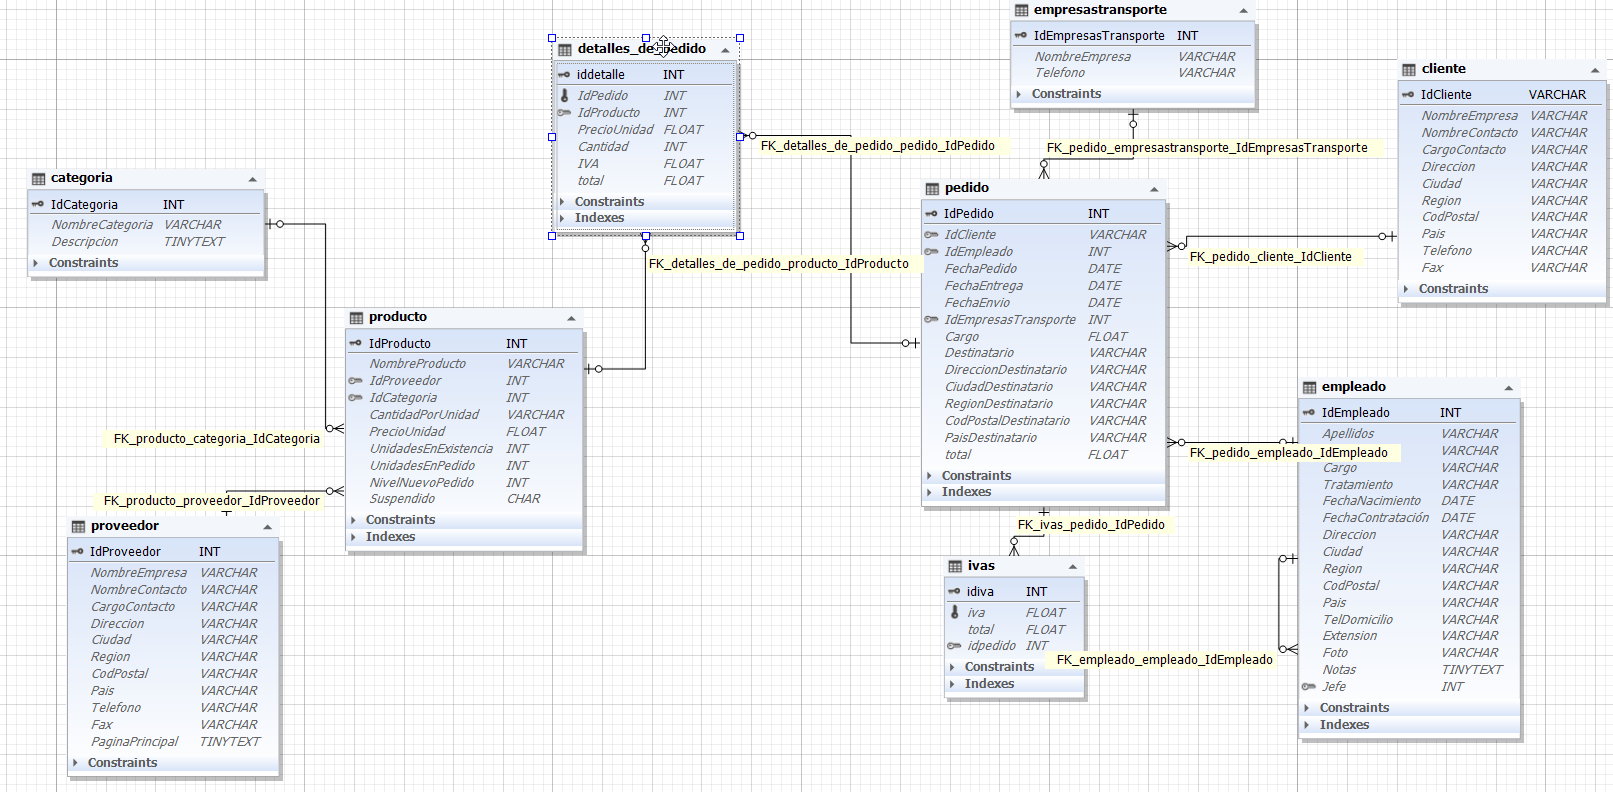 empresastransporte
IdEmpresasTransporte INT
NombreEmpresa VARCHAR
Telefono VARCHAR
Constraints
detalles_de_pedido
iddetalle INT
IdPedido INT
IdProducto INT
PrecioUnidad FLOAT
Cantidad INT
IVA FLOAT
total FLOAT
Constraints
Indexes
cliente
IdCliente VARCHAR
NombreEmpresa VARCHAR
NombreContacto VARCHAR
CargoContacto VARCHAR
Direccion VARCHAR
Ciudad VARCHAR
Region VARCHAR
CodPostal VARCHAR
Pais VARCHAR
Telefono VARCHAR
Fax VARCHAR
Constraints
FK_detalles_de_pedido_pedido_IdPedido
FK_pedido_empresastransporte_IdEmpresasTransporte
categoria
IdCategoria INT
NombreCategoria VARCHAR
Descripcion TINYTEXT
Constraints
pedido
IdPedido INT
IdCliente VARCHAR
IdEmpleado INT
FechaPedido DATE
FechaEntrega DATE
FechaEnvio DATE
IdEmpresasTransporte INT
Cargo FLOAT
Destinatario VARCHAR
DireccionDestinatario VARCHAR
CiudadDestinatario VARCHAR
RegionDestinatario VARCHAR
CodPostalDestinatario VARCHAR
PaisDestinatario VARCHAR
total FLOAT
Constraints
Indexes
FK_pedido_cliente_IdCliente
FK_detalles_de_pedido_producto_IdProducto
producto
IdProducto INT
NombreProducto VARCHAR
IdProveedor INT
IdCategoria INT
CantidadPorUnidad VARCHAR
PrecioUnidad FLOAT
UnidadesEnExistencia INT
UnidadesEnPedido INT
NivelNuevoPedido INT
Suspendido CHAR
Constraints
Indexes
FK_producto_categoria_IdCategoria
FK_producto_proveedor_IdProveedor
empleado
IdEmpleado INT
Apellidos VARCHAR
VARCHAR
Cargo VARCHAR
Tratamiento VARCHAR
FechaNacimiento DATE
FechaContratación DATE
Direccion VARCHAR
Ciudad VARCHAR
Region VARCHAR
CodPostal VARCHAR
Pais VARCHAR
TelDomicilio VARCHAR
Extension VARCHAR
Foto VARCHAR
Notas TINYTEXT
Jefe INT
Constraints
Indexes
FK_pedido_empleado_IdEmpleado
proveedor
IdProveedor INT
NombreEmpresa VARCHAR
NombreContacto VARCHAR
CargoContacto VARCHAR
Direccion VARCHAR
Ciudad VARCHAR
Region VARCHAR
CodPostal VARCHAR
Pais VARCHAR
Telefono VARCHAR
Fax VARCHAR
PaginaPrincipal TINYTEXT
Constraints
FK_ivas_pedido_IdPedido
ivas
idiva INT
iva FLOAT
total FLOAT
idpedido INT
Constraints
Indexes
FK_empleado_empleado_IdEmpleado